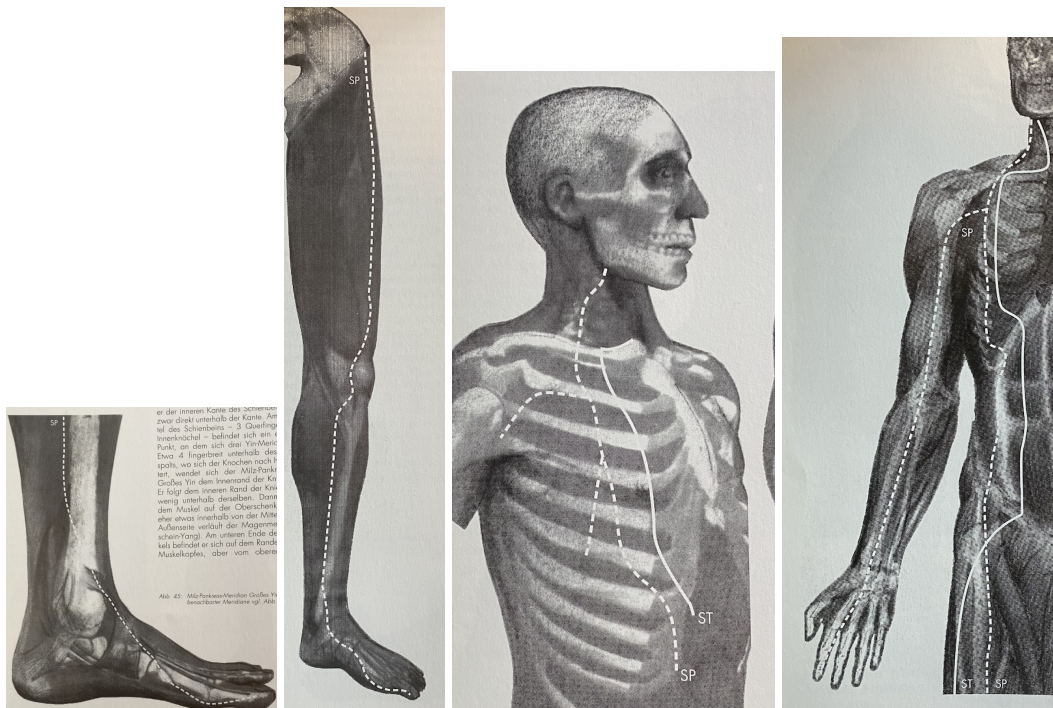 SP
er der inneren Kante des Schienbe
zwar direkt unterhalb der Kante. Am
tel des Schienbeins – 3 Querfinge
Innenknöchel – befindet sich ein
Punkt, an dem sich drei Yin-Meri
Etwa 4 fingerbreit unterhalb des
spalts, wo sich der Knochen nach
tert, wendet sich der Milz-Pankr
Großes Yin dem Innenrand der Kn
Er folgt dem inneren Rand der Knie
wenig unterhalb derselben. Dann
dem Muskel auf der Oberschenk
eher etwas innerhalb von der Mitte
Außenseite verläuft der Magenme
schein-Yang). Am unteren Ende de
kels befindet er sich auf dem Rande
Muskelkopfes, aber vom obere
Abb. 45: Milz-Pankreas-Meridian Großes Yi
benachbarter Meridiane vgl. Abb
SP
ST
SP
SP
ST SP